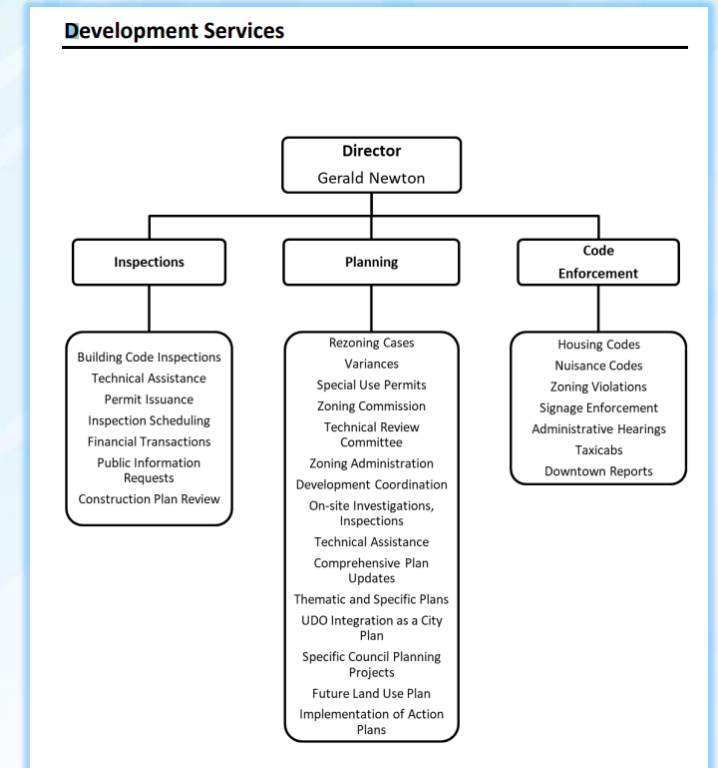 Development Services
Director
Gerald Newton
Inspections
Planning
Code
Enforcement
Building Code Inspections
Technical Assistance
Permit Issuance
Inspection Scheduling
Financial Transactions
Public Information
Requests
Construction Plan Review
Rezoning Cases
Variances
Special Use Permits
Zoning Commission
Technical Review
Committee
Zoning Administration
Development Coordination
On-site Investigations,
Inspections
Technical Assistance
Comprehensive Plan
Updates
Thematic and Specific Plans
UDO Integration as a City
Plan
Specific Council Planning
Projects
Future Land Use Plan
Implementation of Action
Plans
Housing Codes
Nuisance Codes
Zoning Violations
Signage Enforcement
Administrative Hearings
Taxicabs
Downtown Reports